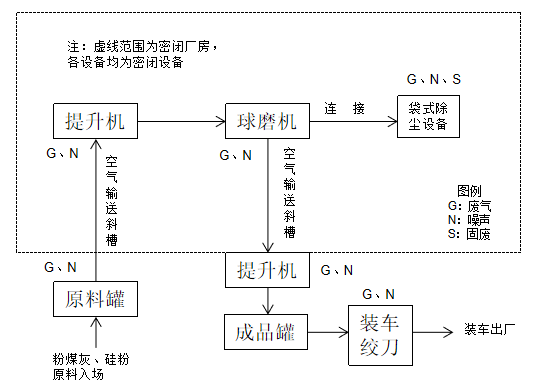 注：虚线范围为密闭厂房，
各设备均为密闭设备
G、N、S
提升机
球磨机
连 接
袋式除
尘设备
G、N
G、N
空气输送斜槽
空气输送斜槽
图例
G：废气
N：噪声
S：固废
G、N
提升机
G、N
原料罐
G、N
成品罐
装车
绞刀
装车出厂
粉煤灰、硅粉
原料入场